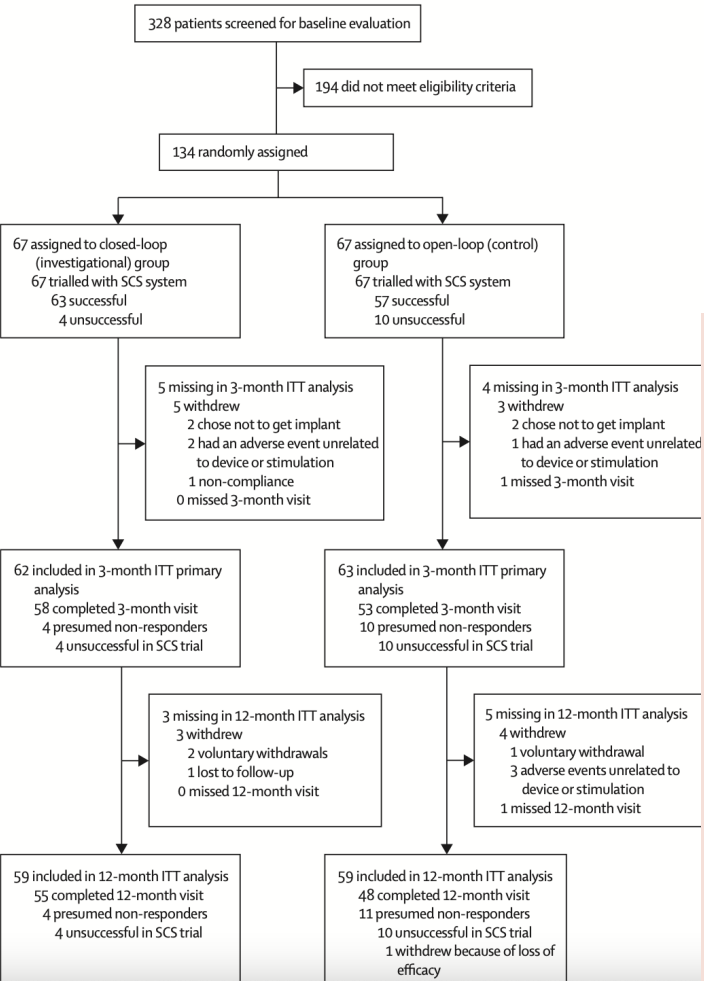 328 patients screened for baseline evaluation
194 did not meet eligibility criteria
134 randomly assigned
67 assigned to closed-loop
(investigational) group
67 trialled with SCS system
63 successful
4 unsuccessful
67 assigned to open-loop (control)
group
67 trialled with SCS system
57 successful
10 unsuccessful
5 missing in 3-month ITT analysis
5 withdrew
2 chose not to get implant
2 had an adverse event unrelated
to device or stimulation
1 non-compliance
0 missed 3-month visit
4 missing in 3-month ITT analysis
3 withdrew
2 chose not to get implant
1 had an adverse event unrelated
to device or stimulation
1 missed 3-month visit
62 included in 3-month ITT primary
analysis
58 completed 3-month visit
4 presumed non-responders
4 unsuccessful in SCS trial
63 included in 3-month ITT primary
analysis
53 completed 3-month visit
10 presumed non-responders
10 unsuccessful in SCS trial
3 missing in 12-month ITT analysis
3 withdrew
2 voluntary withdrawals
1 lost to follow-up
0 missed 12-month visit
5 missing in 12-month ITT analysis
4 withdrew
1 voluntary withdrawal
3 adverse events unrelated to
device or stimulation
1 missed 12-month visit
59 included in 12-month ITT analysis
55 completed 12-month visit
4 presumed non-responders
4 unsuccessful in SCS trial
59 included in 12-month ITT analysis
48 completed 12-month visit
11 presumed non-responders
10 unsuccessful in SCS trial
1 withdrew because of loss of
efficacy